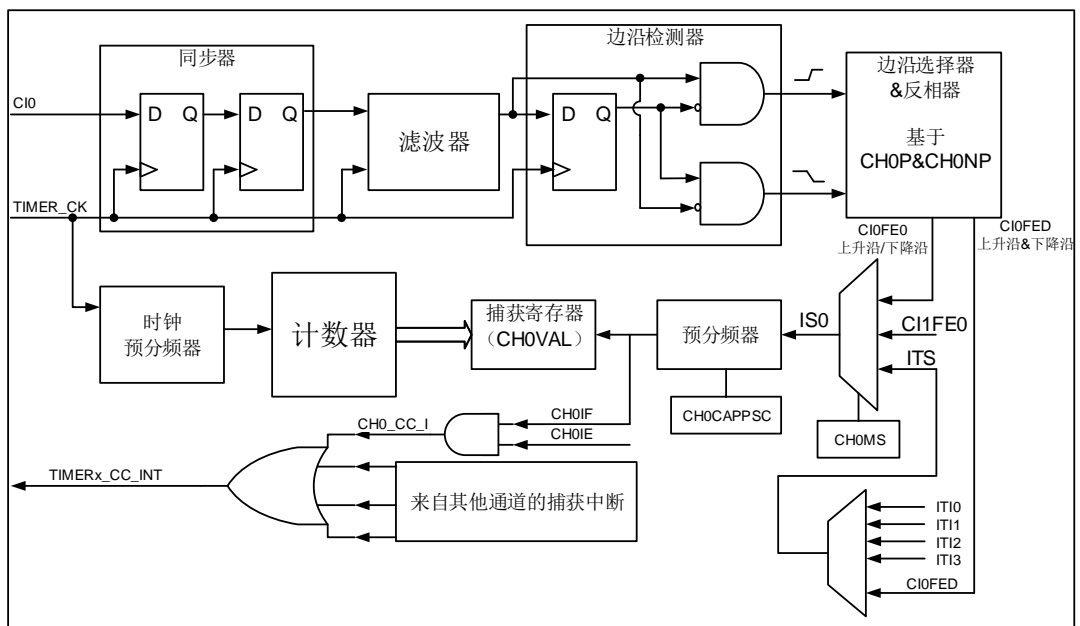 同步器
边沿检测器
CI0
D Q
D Q
滤波器
D Q
边沿选择器
&反相器
基于
CH0P&CH0NP
TIMER_CK
CI0FE0
上升沿/下降沿
CI0FED
上升沿&下降沿
时钟
预分频器
计数器
捕获寄存器
（CH0VAL）
预分频器
IS0
CI1FE0
ITS
CH0CAPPSC
CH0MS
CH0_CC_I
CH0IF
CH0IE
TIMERx_CC_INT
来自其他通道的捕获中断
ITI0
ITI1
ITI2
ITI3
CI0FED